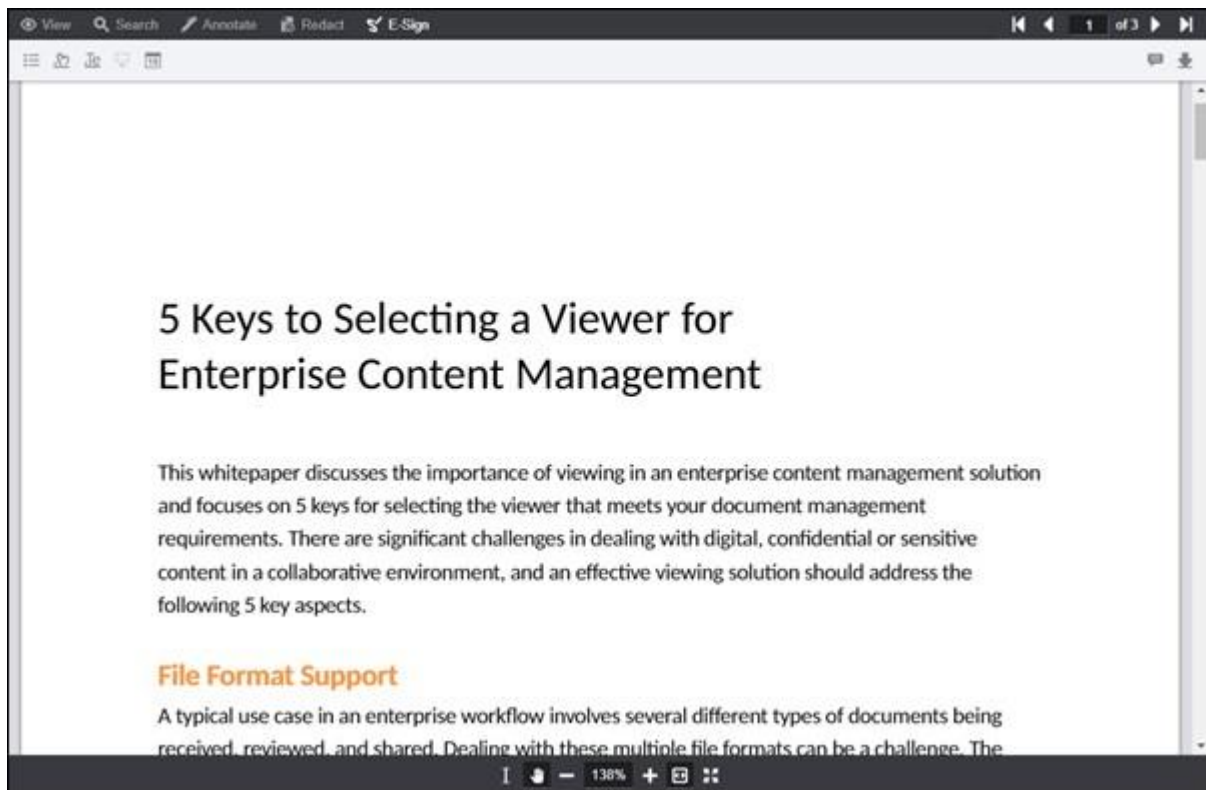 View Search Annotate Redact E-Sign 1 of 3
5 Keys to Selecting a Viewer for
Enterprise Content Management
This whitepaper discusses the importance of viewing in an enterprise content management solution
and focuses on 5 keys for selecting the viewer that meets your document management
requirements. There are significant challenges in dealing with digital, confidential or sensitive
content in a collaborative environment, and an effective viewing solution should address the
following 5 key aspects.
File Format Support
A typical use case in an enterprise workflow involves several different types of documents being
received, reviewed, and shared. Dealing with these multiple file formats can be a challenge. The
138%